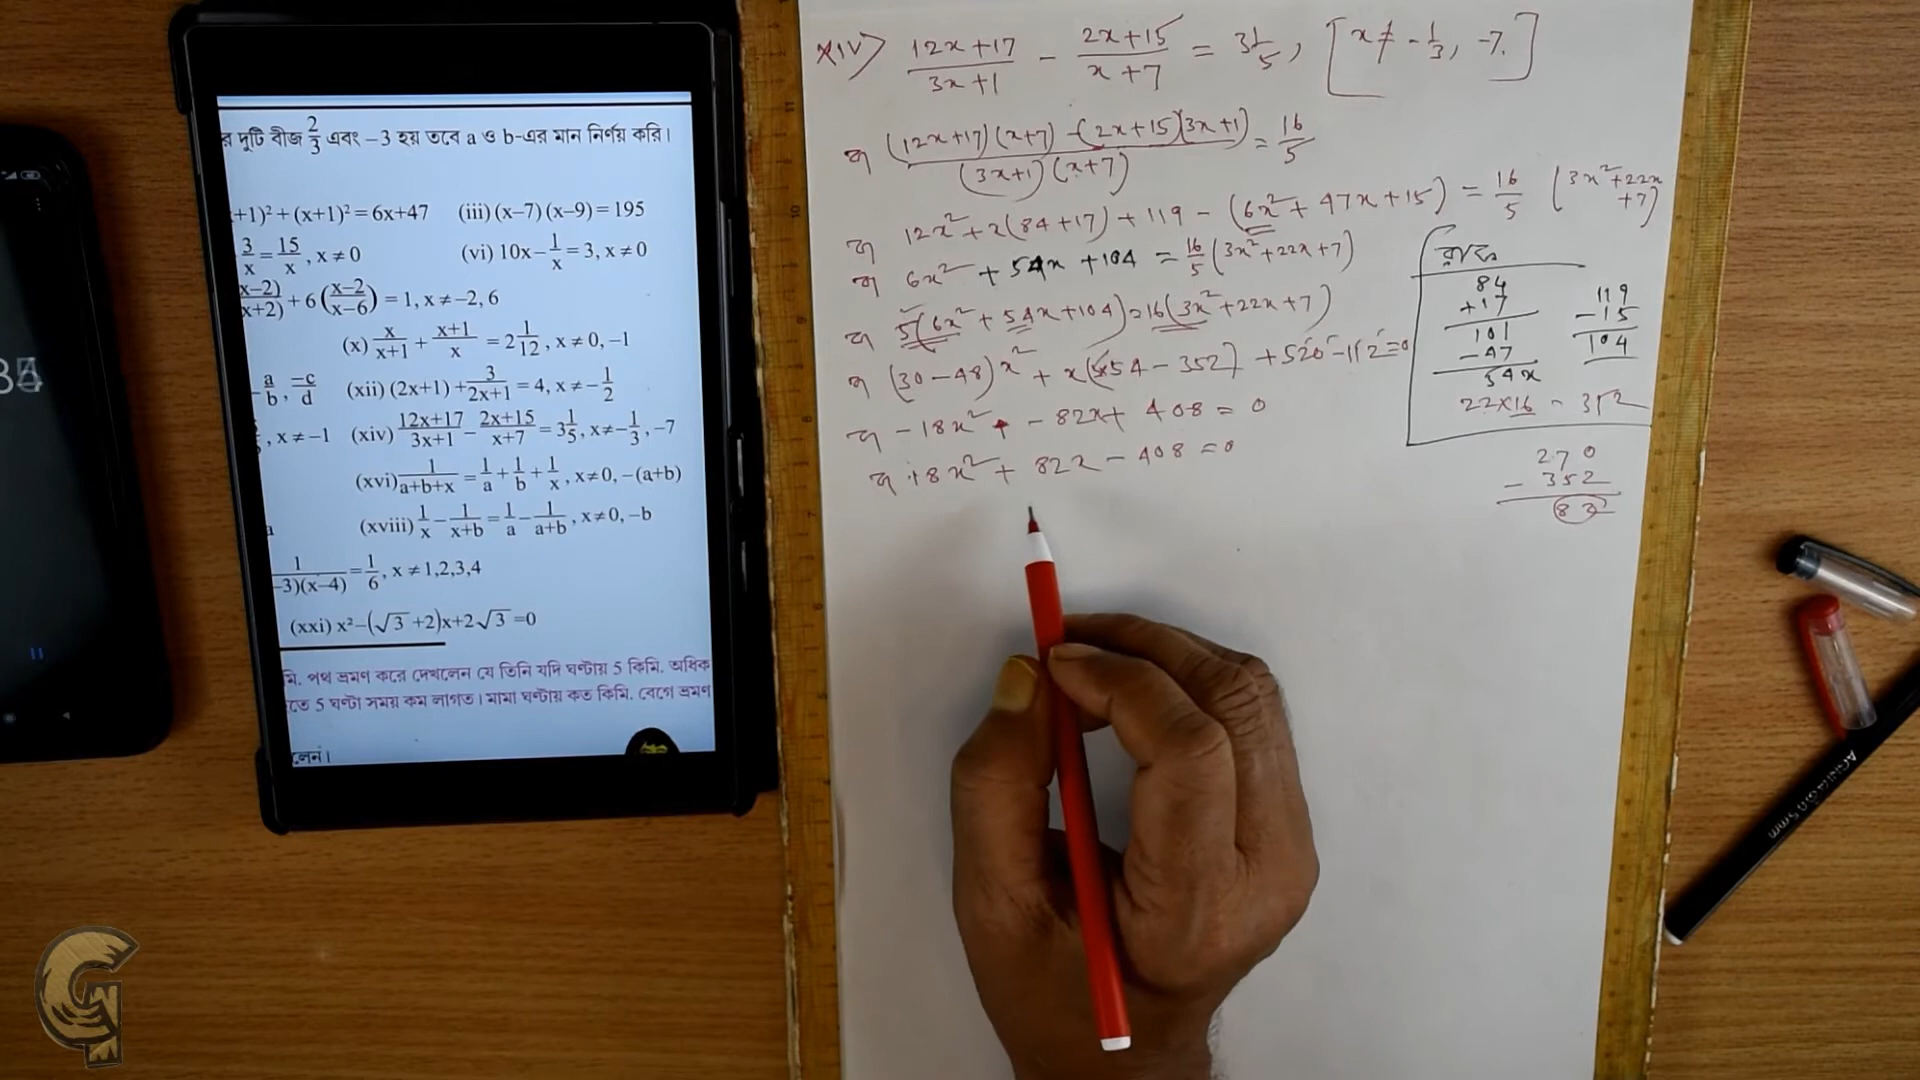 র দুটি বীজ 2/3 এবং −3 হয় তবে a ও b-এর মান নির্ণয় করি।
+1)² + (x+1)² = 6x+47 (iii) (x−7) (x−9) = 195
3/x = 15/x , x ≠ 0 (vi) 10x − 1/x = 3, x ≠ 0
x−2)/x+2) + 6 (x−2/x−6) = 1, x ≠ −2, 6
(x) x/x+1 + x+1/x = 2 1/12 , x ≠ 0, −1
a/b , −c/d (xii) (2x+1) + 3/2x+1 = 4, x ≠ −1/2
, x ≠ −1 (xiv) 12x+17/3x+1 − 2x+15/x+7 = 3 1/5, x ≠ −1/3, −7
(xvi) 1/a+b+x = 1/a + 1/b + 1/x , x ≠ 0, −(a+b)
a (xviii) 1/x − 1/x+b = 1/a − 1/a+b , x ≠ 0, −b
1/−3)(x−4) = 1/6 , x ≠ 1,2,3,4
(xxi) x² − (√3 +2)x + 2√3 = 0
মি. পথ ভ্রমণ করে দেখলেন যে তিনি যদি ঘণ্টায় 5 কিমি. অধিক
তে 5 ঘণ্টা সময় কম লাগত। মামা ঘণ্টায় কত কিমি. বেগে ভ্রমণ
লেন।
XIV> 12x+17/3x+1 − 2x+15/x+7 = 3 1/5, [x ≠ −1/3, −7.]
বা (12x+17)(x+7) − (2x+15)(3x+1)/(3x+1)(x+7) = 16/5
বা 12x² + x(84+17) + 119 − (6x² + 47x + 15) = 16/5 (3x²+22x+7)
বা 6x² + 54x + 104 = 16/5 (3x²+22x+7)
বা 5(6x² + 54x + 104) = 16(3x² + 22x + 7)
বা (30−48)x² + x(5×54 − 352) + 520 − 112 = 0
বা −18x² − 82x + 408 = 0
বা 18x² + 82x − 408 = 0
রাফ
84
+17
101
−47
54x
119
−15
104
22×16 = 352
270
− 352
82